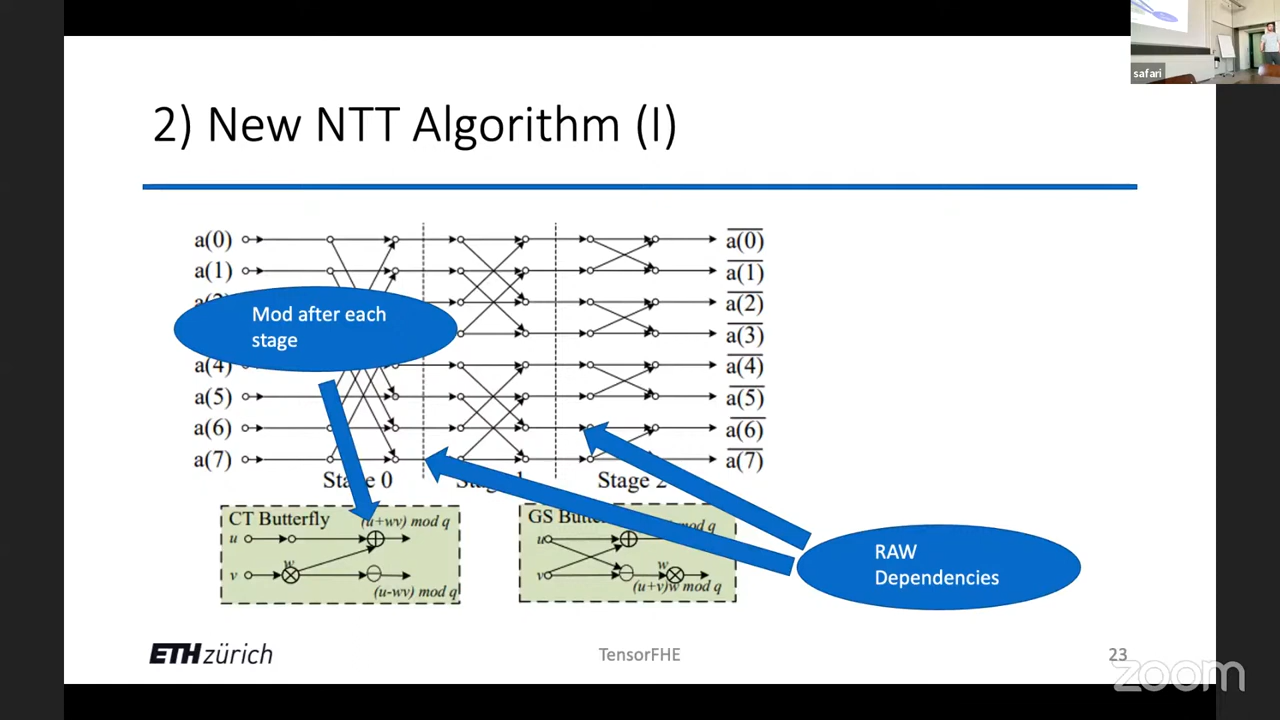 safari
2) New NTT Algorithm (I)
a(0)
a(0)
a(1)
a(1)
a(2)
Mod after each
stage
a(3)
a(4)
a(4)
a(5)
a(5)
a(6)
a(6)
a(7)
a(7)
Stage 0
Stage 2
CT Butterfly
(u+wv) mod q
u
w
v
(u-wv) mod q
GS
mod q
u
w
v
(u+v)w mod q
RAW
Dependencies
ETH zürich
TensorFHE
23
zoom